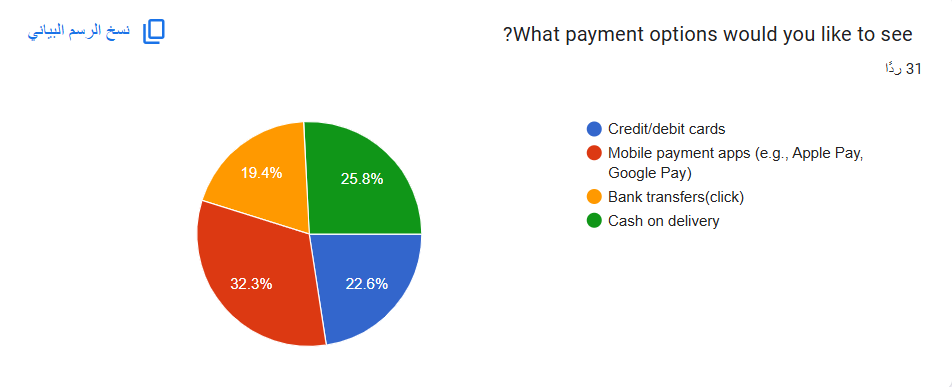 ?What payment options would you like to see
نسخ الرسم البياني
31 ردًّا
Credit/debit cards
Mobile payment apps (e.g., Apple Pay,
Google Pay)
Bank transfers(click)
Cash on delivery
19.4%
25.8%
32.3%
22.6%